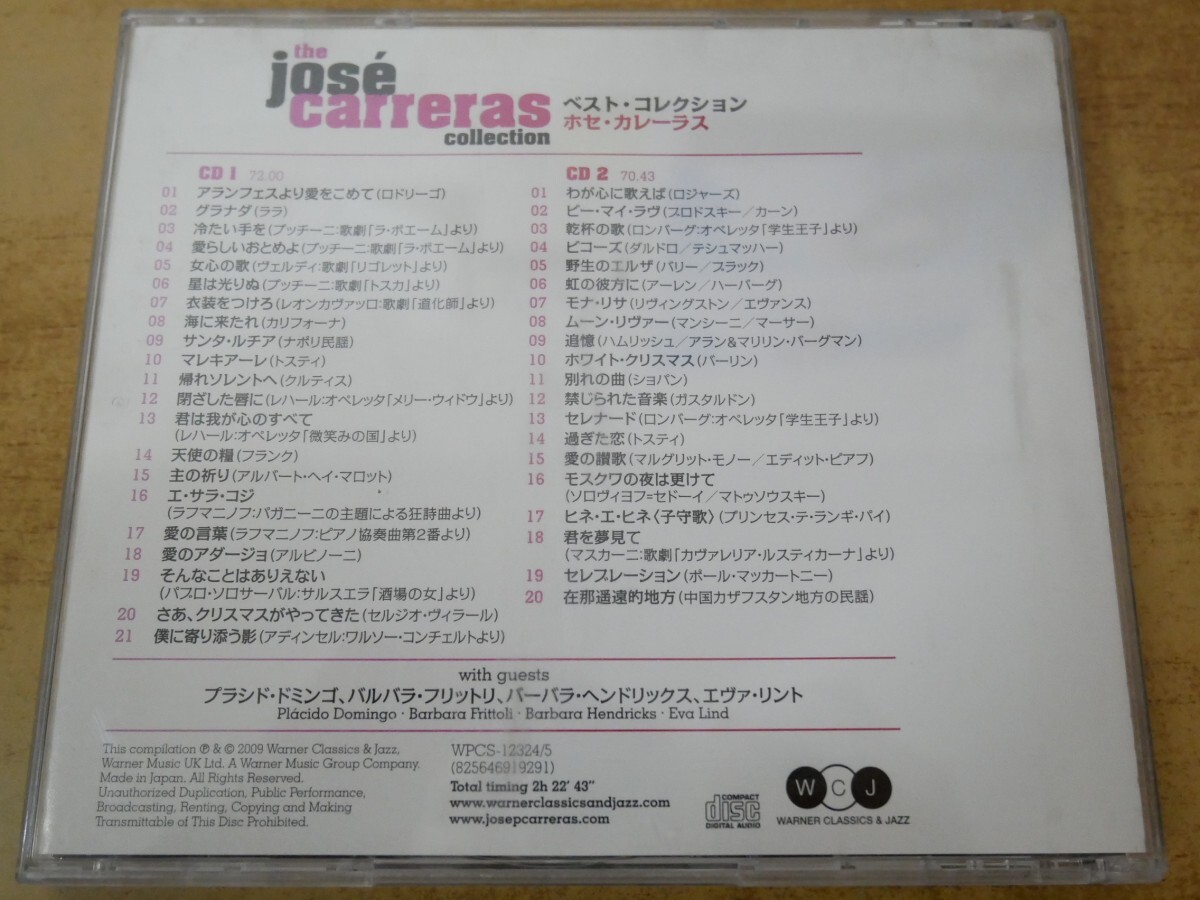 the
josé
carreras
collection
ベスト・コレクション
ホセ・カレーラス
CD 1 72.00
01 アランフェスより愛をこめて(ロドリーゴ)
02 グラナダ(ララ)
03 冷たい手を(プッチーニ:歌劇「ラ・ボエーム」より)
04 愛らしいおとめよ(プッチーニ:歌劇「ラ・ボエーム」より)
05 女心の歌(ヴェルディ:歌劇「リゴレット」より)
06 星は光りぬ(プッチーニ:歌劇「トスカ」より)
07 衣装をつけろ(レオンカヴァッロ:歌劇「道化師」より)
08 海に来たれ(カリフォーナ)
09 サンタ・ルチア(ナポリ民謡)
10 マレキアーレ(トスティ)
11 帰れソレントへ(クルティス)
12 閉ざした唇に(レハール:オペレッタ「メリー・ウィドウ」より)
13 君は我が心のすべて
(レハール:オペレッタ「微笑みの国」より)
14 天使の糧(フランク)
15 主の祈り(アルバート・ヘイ・マロット)
16 エ・サラ・コジ
(ラフマニノフ:パガニーニの主題による狂詩曲より)
17 愛の言葉(ラフマニノフ:ピアノ協奏曲第2番より)
18 愛のアダージョ(アルビノーニ)
19 そんなことはありえない
(パブロ・ソロサーバル:サルスエラ「酒場の女」より)
20 さあ、クリスマスがやってきた(セルジオ・ヴィラール)
21 僕に寄り添う影(アディンセル:ワルソー・コンチェルトより)
CD 2 70.43
01 わが心に歌えば(ロジャーズ)
02 ビー・マイ・ラヴ(ブロドスキー/カーン)
03 乾杯の歌(ロンバーグ:オペレッタ「学生王子」より)
04 ビコーズ(ダルドロ/テシュマッハー)
05 野生のエルザ(バリー/ブラック)
06 虹の彼方に(アーレン/ハーバーグ)
07 モナ・リサ(リヴィングストン/エヴァンス)
08 ムーン・リヴァー(マンシーニ/マーサー)
09 追憶(ハムリッシュ/アラン&マリリン・バーグマン)
10 ホワイト・クリスマス(バーリン)
11 別れの曲(ショパン)
12 禁じられた音楽(ガスタルドン)
13 セレナード(ロンバーグ:オペレッタ「学生王子」より)
14 過ぎた恋(トスティ)
15 愛の讃歌(マルグリット・モノー/エディット・ピアフ)
16 モスクワの夜は更けて
(ソロヴィヨフ=セドーイ/マトゥソウスキー)
17 ヒネ・エ・ヒネ〈子守歌〉(プリンセス・テ・ランギ・パイ)
18 君を夢見て
(マスカーニ:歌劇「カヴァレリア・ルスティカーナ」より)
19 セレブレーション(ポール・マッカートニー)
20 在那遥遠的地方(中国カザフスタン地方の民謡)
with guests
プラシド・ドミンゴ、バルバラ・フリットリ、バーバラ・ヘンドリックス、エヴァ・リント
Plácido Domingo · Barbara Frittoli · Barbara Hendricks · Eva Lind
This compilation ℗ & © 2009 Warner Classics & Jazz,
Warner Music UK Ltd. A Warner Music Group Company.
Made in Japan. All Rights Reserved.
Unauthorized Duplication, Public Performance,
Broadcasting, Renting, Copying and Making
Transmittable of This Disc Prohibited.
WPCS-12324/5
(825646919291)
Total timing 2h 22' 43"
www.warnerclassicsandjazz.com
www.josepcarreras.com
COMPACT
disc
DIGITAL AUDIO
W C J
WARNER CLASSICS & JAZZ